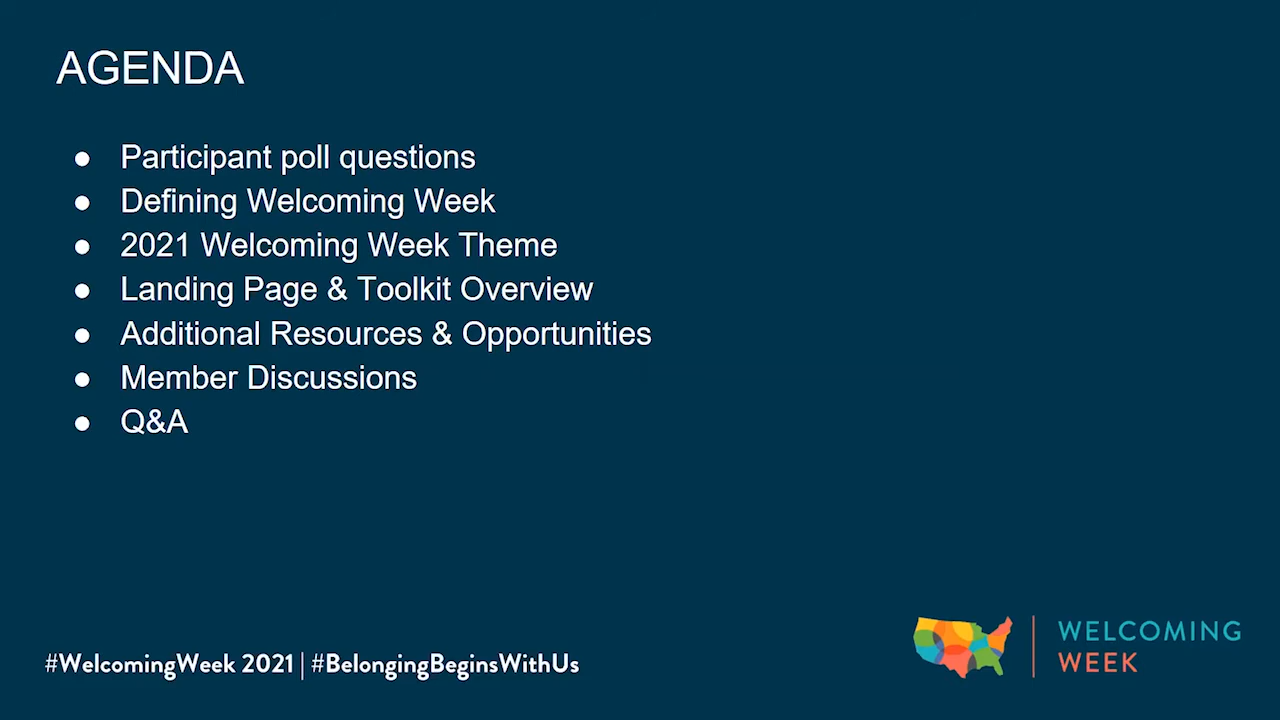 AGENDA
● Participant poll questions
● Defining Welcoming Week
● 2021 Welcoming Week Theme
● Landing Page & Toolkit Overview
● Additional Resources & Opportunities
● Member Discussions
● Q&A
#WelcomingWeek 2021 | #BelongingBeginsWithUs
WELCOMING
WEEK